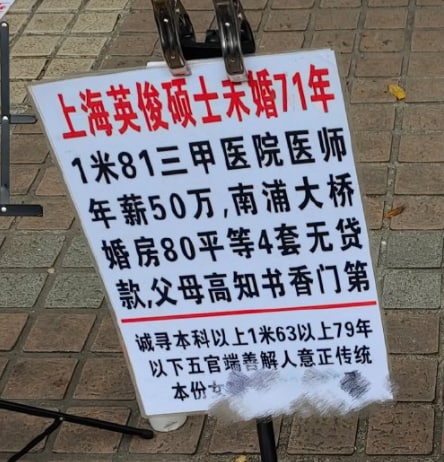 上海英俊硕士未婚71年
1米81三甲医院医师
年薪50万,南浦大桥
婚房80平等4套无贷
款,父母高知书香门第
诚寻本科以上1米63以上79年
以下五官端善解人意正传统
本份女